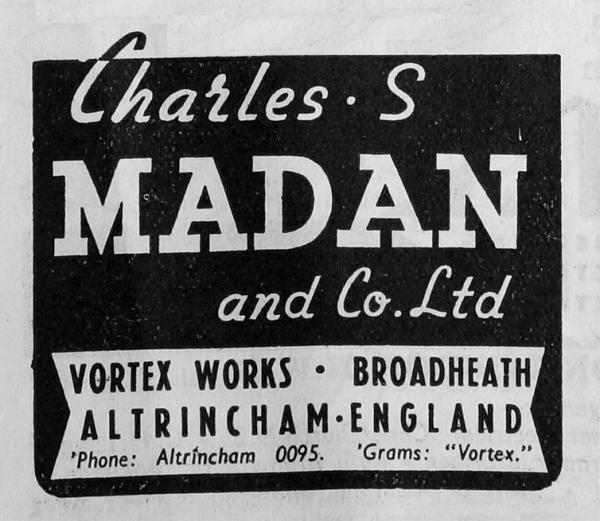 Charles · S
MADAN
and Co. Ltd
VORTEX WORKS · BROADHEATH
ALTRINCHAM · ENGLAND
'Phone: Altrincham 0095. 'Grams: "Vortex."